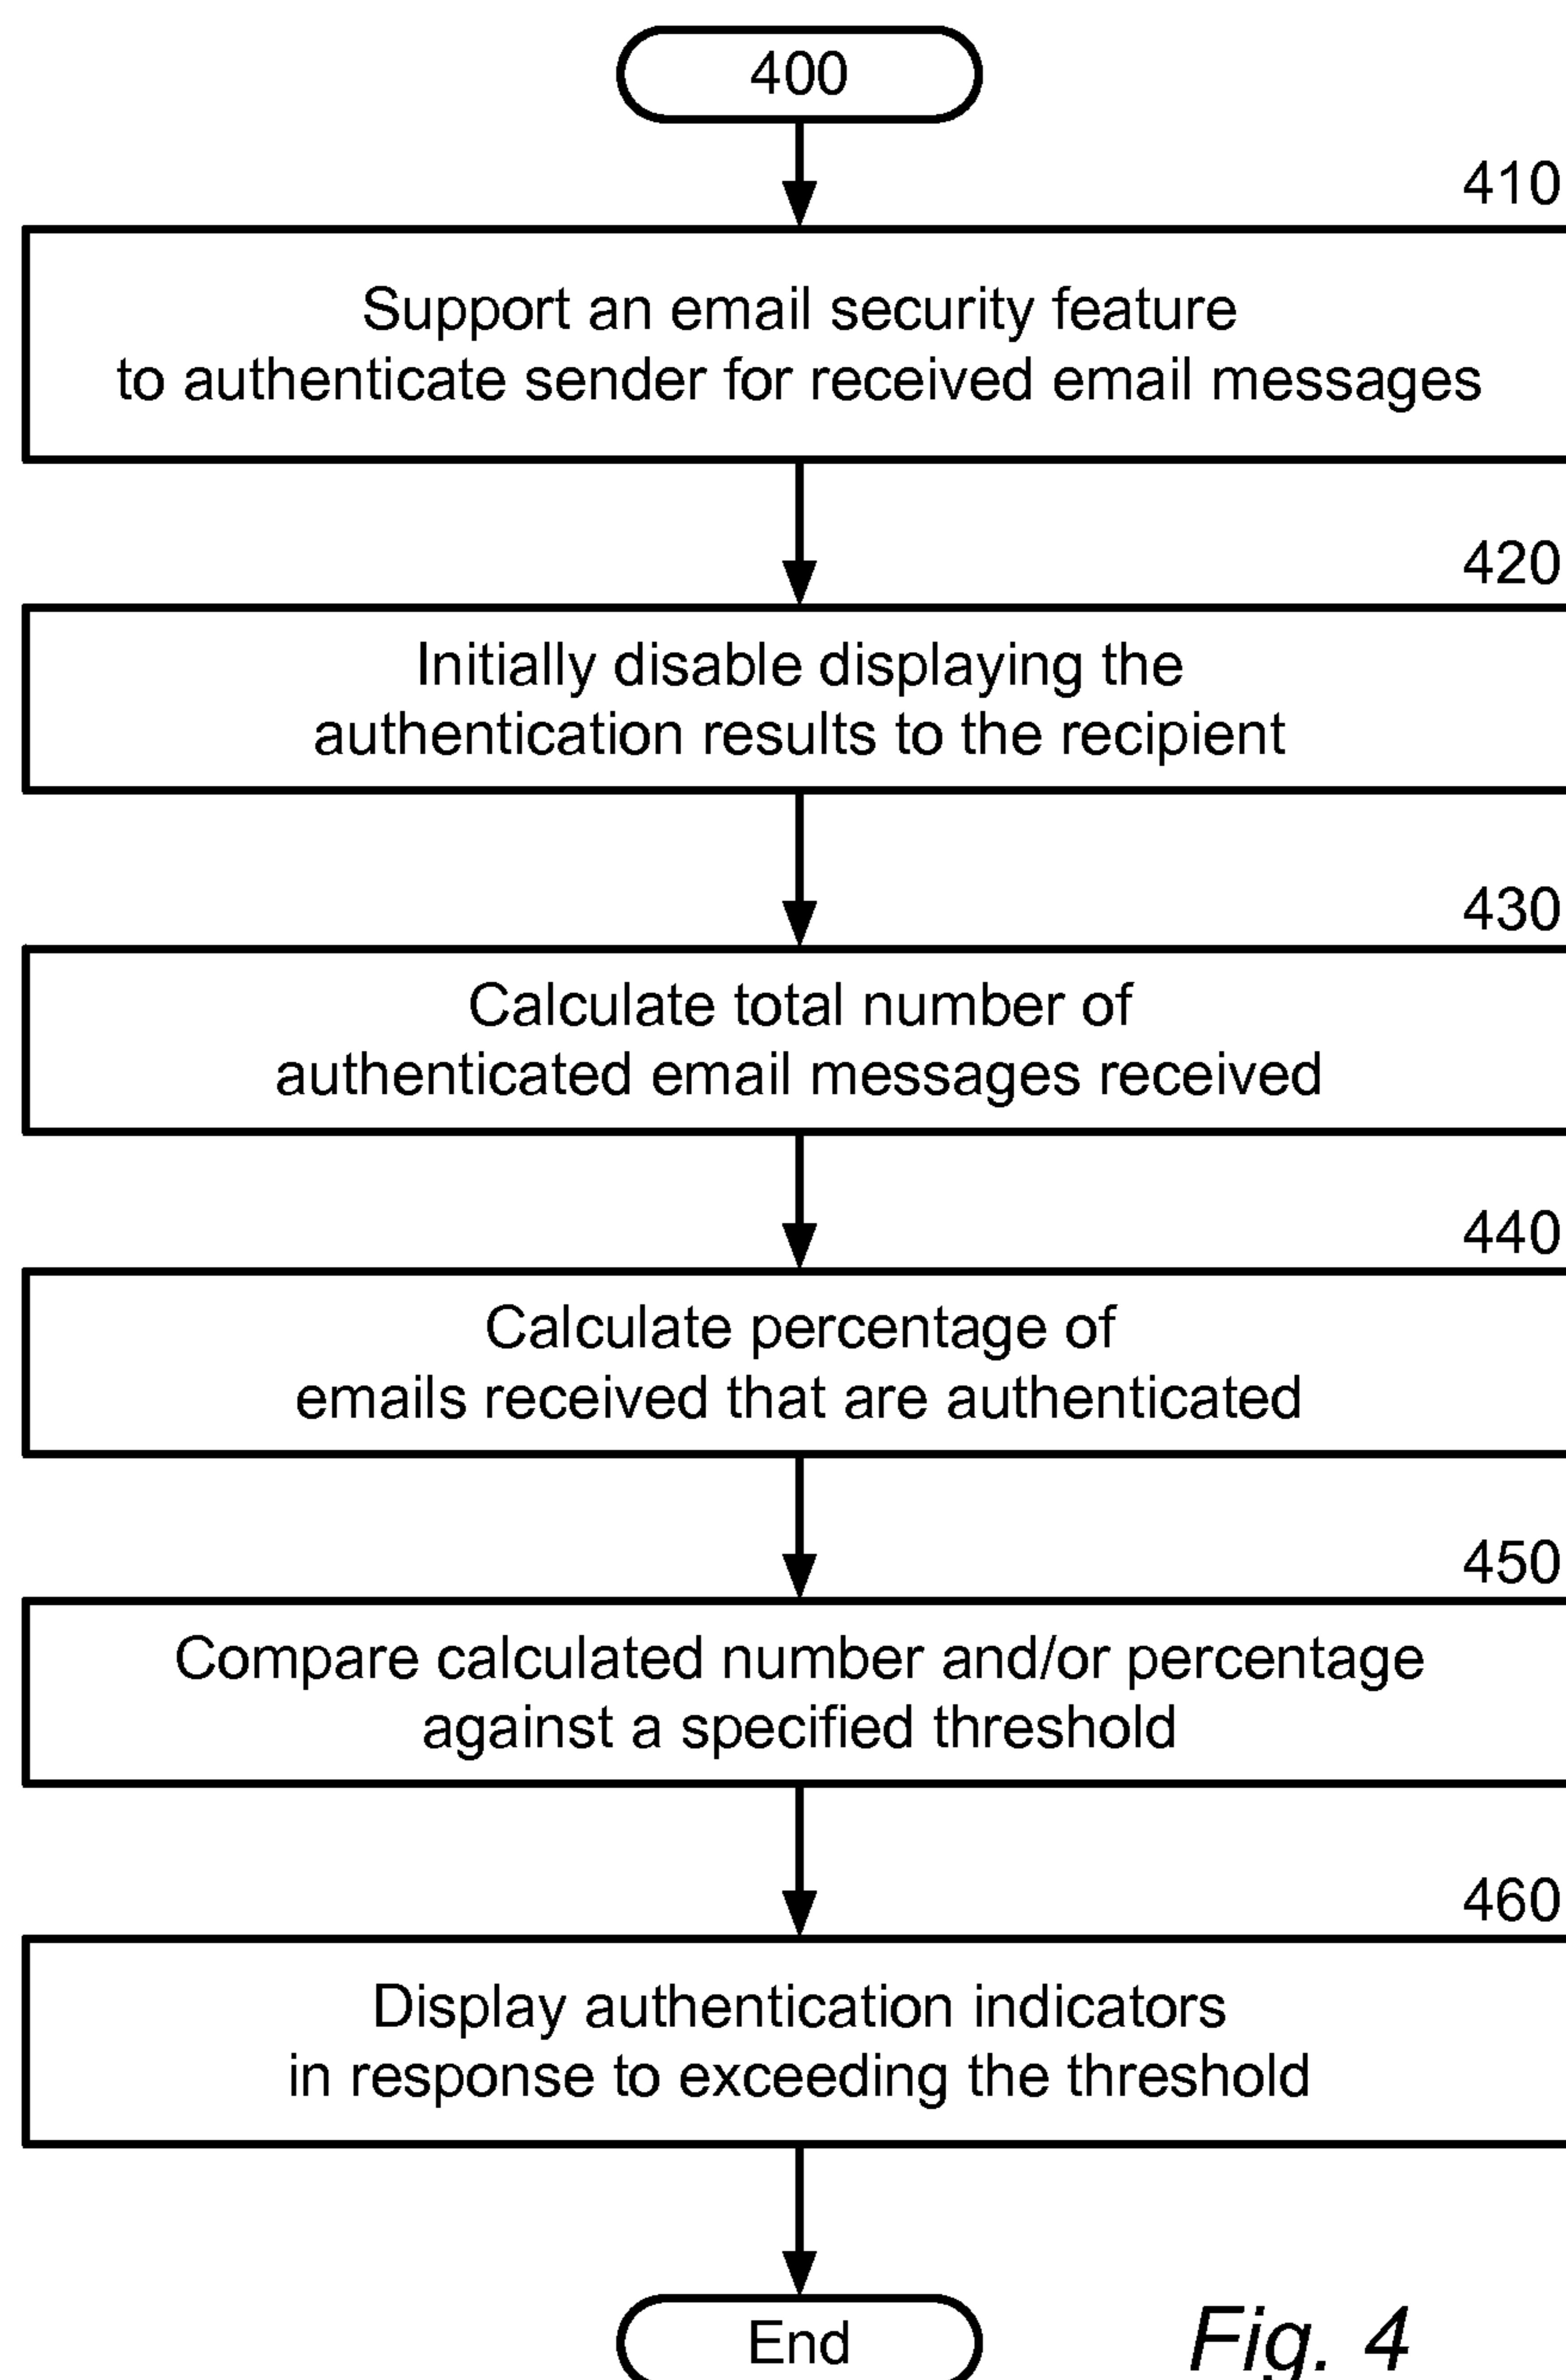 400
410
Support an email security feature
to authenticate sender for received email messages
420
Initially disable displaying the
authentication results to the recipient
430
Calculate total number of
authenticated email messages received
440
Calculate percentage of
emails received that are authenticated
450
Compare calculated number and/or percentage
against a specified threshold
460
Display authentication indicators
in response to exceeding the threshold
End
Fig. 4